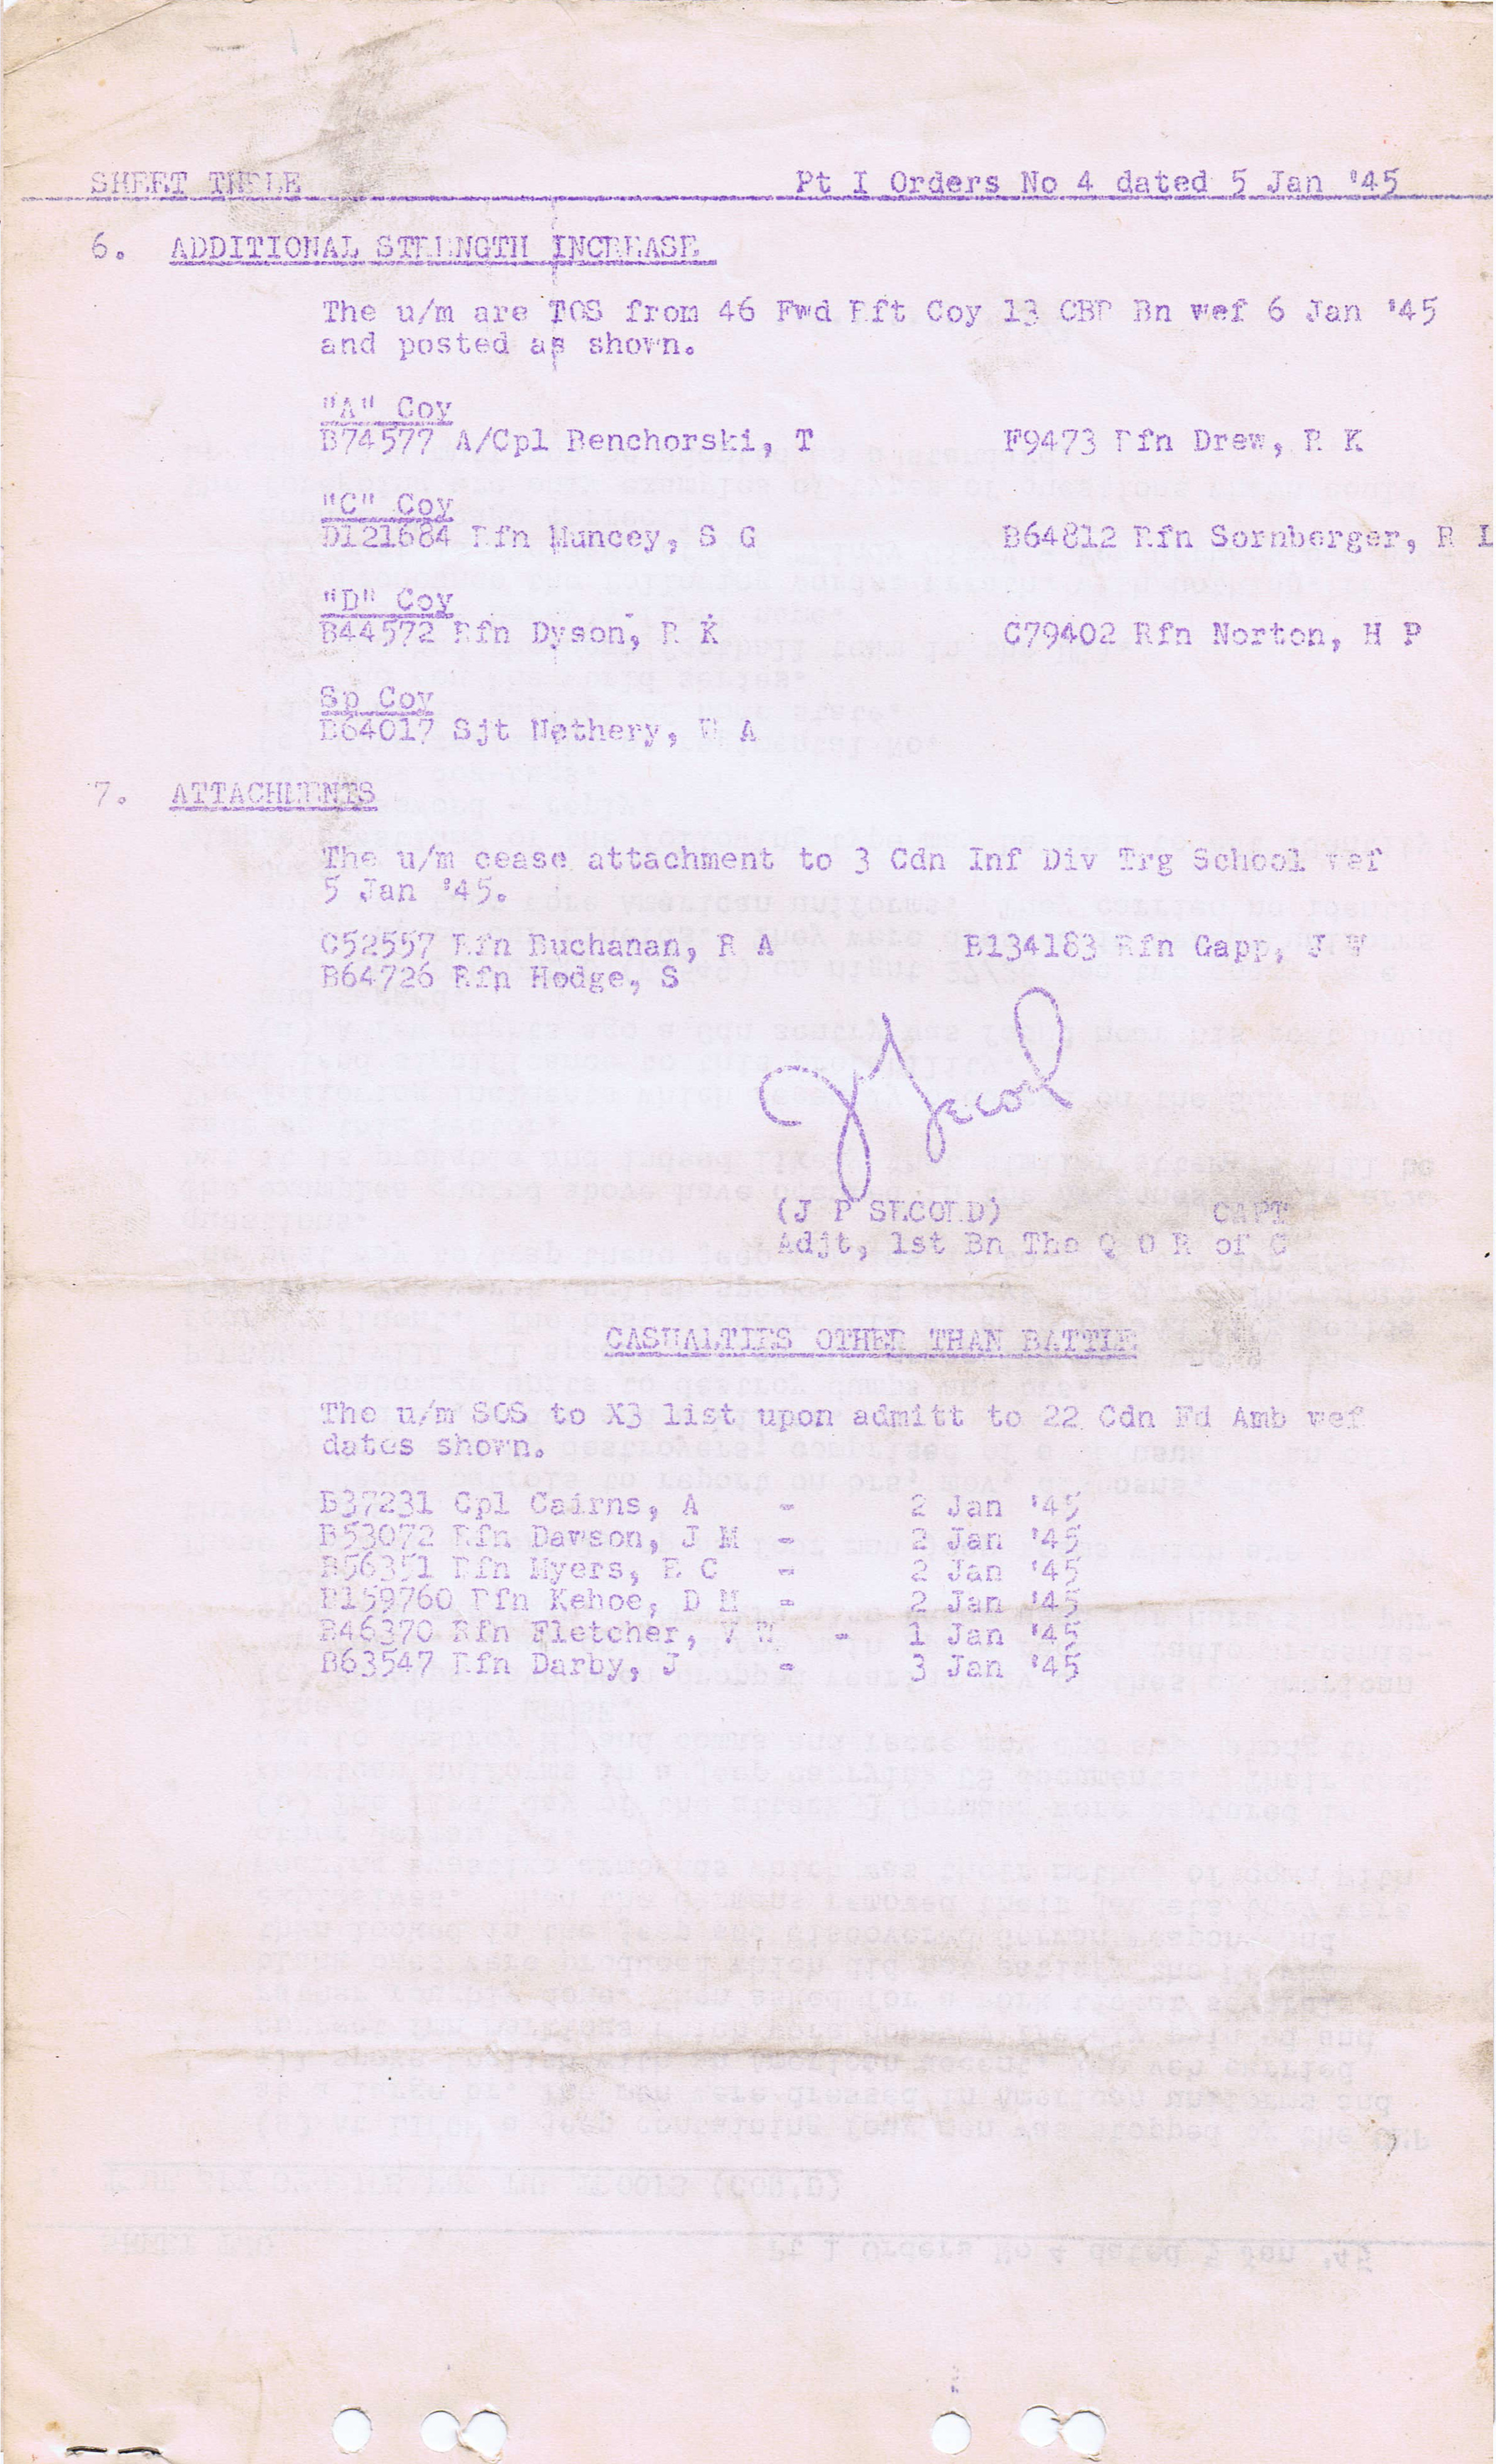 SHEET THREE Pt I Orders No 4 dated 5 Jan '45
6. ADDITIONAL STRENGTH INCREASE
The u/m are TOS from 46 Fwd Rft Coy 13 CBR Bn wef 6 Jan '45
and posted as shown.
"A" Coy
B74577 A/Cpl Benchorski, T F9473 Rfn Drew, R K
"C" Coy
D121684 Rfn Muncey, S G B64812 Rfn Sornberger, R L
"D" Coy
B44572 Rfn Dyson, R K C79402 Rfn Norton, H P
Sp Coy
B64017 Sjt Nethery, W A
7. ATTACHMENTS
The u/m cease attachment to 3 Cdn Inf Div Trg School wef
5 Jan '45.
C52557 Rfn Buchanan, R A B134183 Rfn Gapp, J W
B64726 Rfn Hodge, S
J Secord
(J P SECORD) CAPT
Adjt, 1st Bn The Q O R of C
CASUALTIES OTHER THAN BATTLE
The u/m SOS to X3 list upon admitt to 22 Cdn Fd Amb wef
dates shown.
B37231 Cpl Cairns, A - 2 Jan '45
B53072 Rfn Dawson, J M - 2 Jan '45
B56351 Rfn Myers, E C - 2 Jan '45
B159760 Rfn Kehoe, D M - 2 Jan '45
B46370 Rfn Fletcher, V W - 1 Jan '45
B63547 Rfn Darby, J - 3 Jan '45